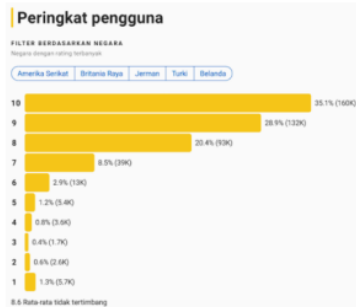 Peringkat pengguna
FILTER BERDASARKAN NEGARA
Negara dengan rating terbanyak
Amerika Serikat Britania Raya Jerman Turki Belanda
10 35.1% (160K)
9 28.9% (132K)
8 20.4% (93K)
7 8.5% (39K)
6 2.9% (13K)
5 1.2% (5.4K)
4 0.8% (3.6K)
3 0.4% (1.7K)
2 0.6% (2.6K)
1 1.3% (5.7K)
8.6 Rata-rata tidak tertimbang